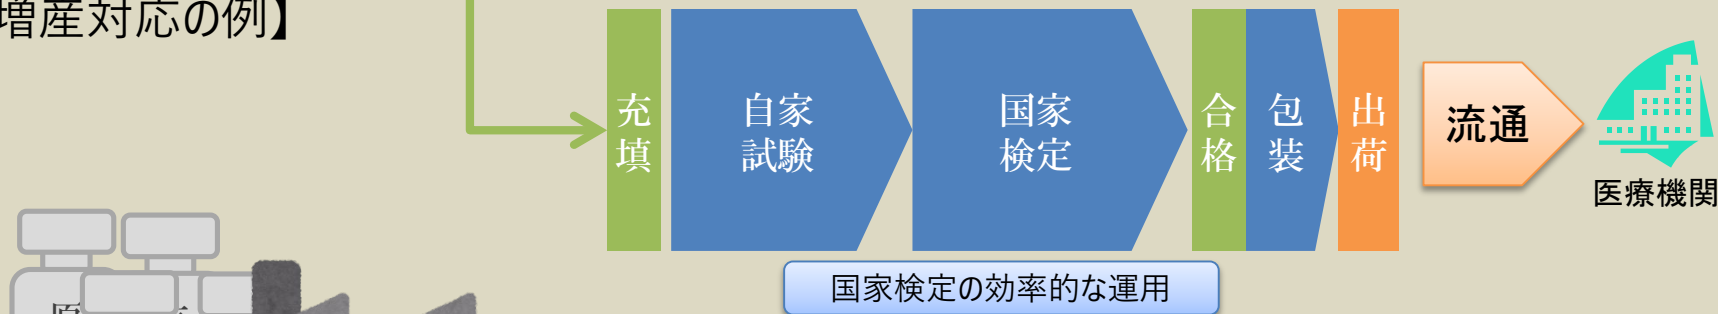 増産対応の例】
充填
自家
試験
国家
検定
合格
包装
出荷
流通
医療機関
国家検定の効率的な運用